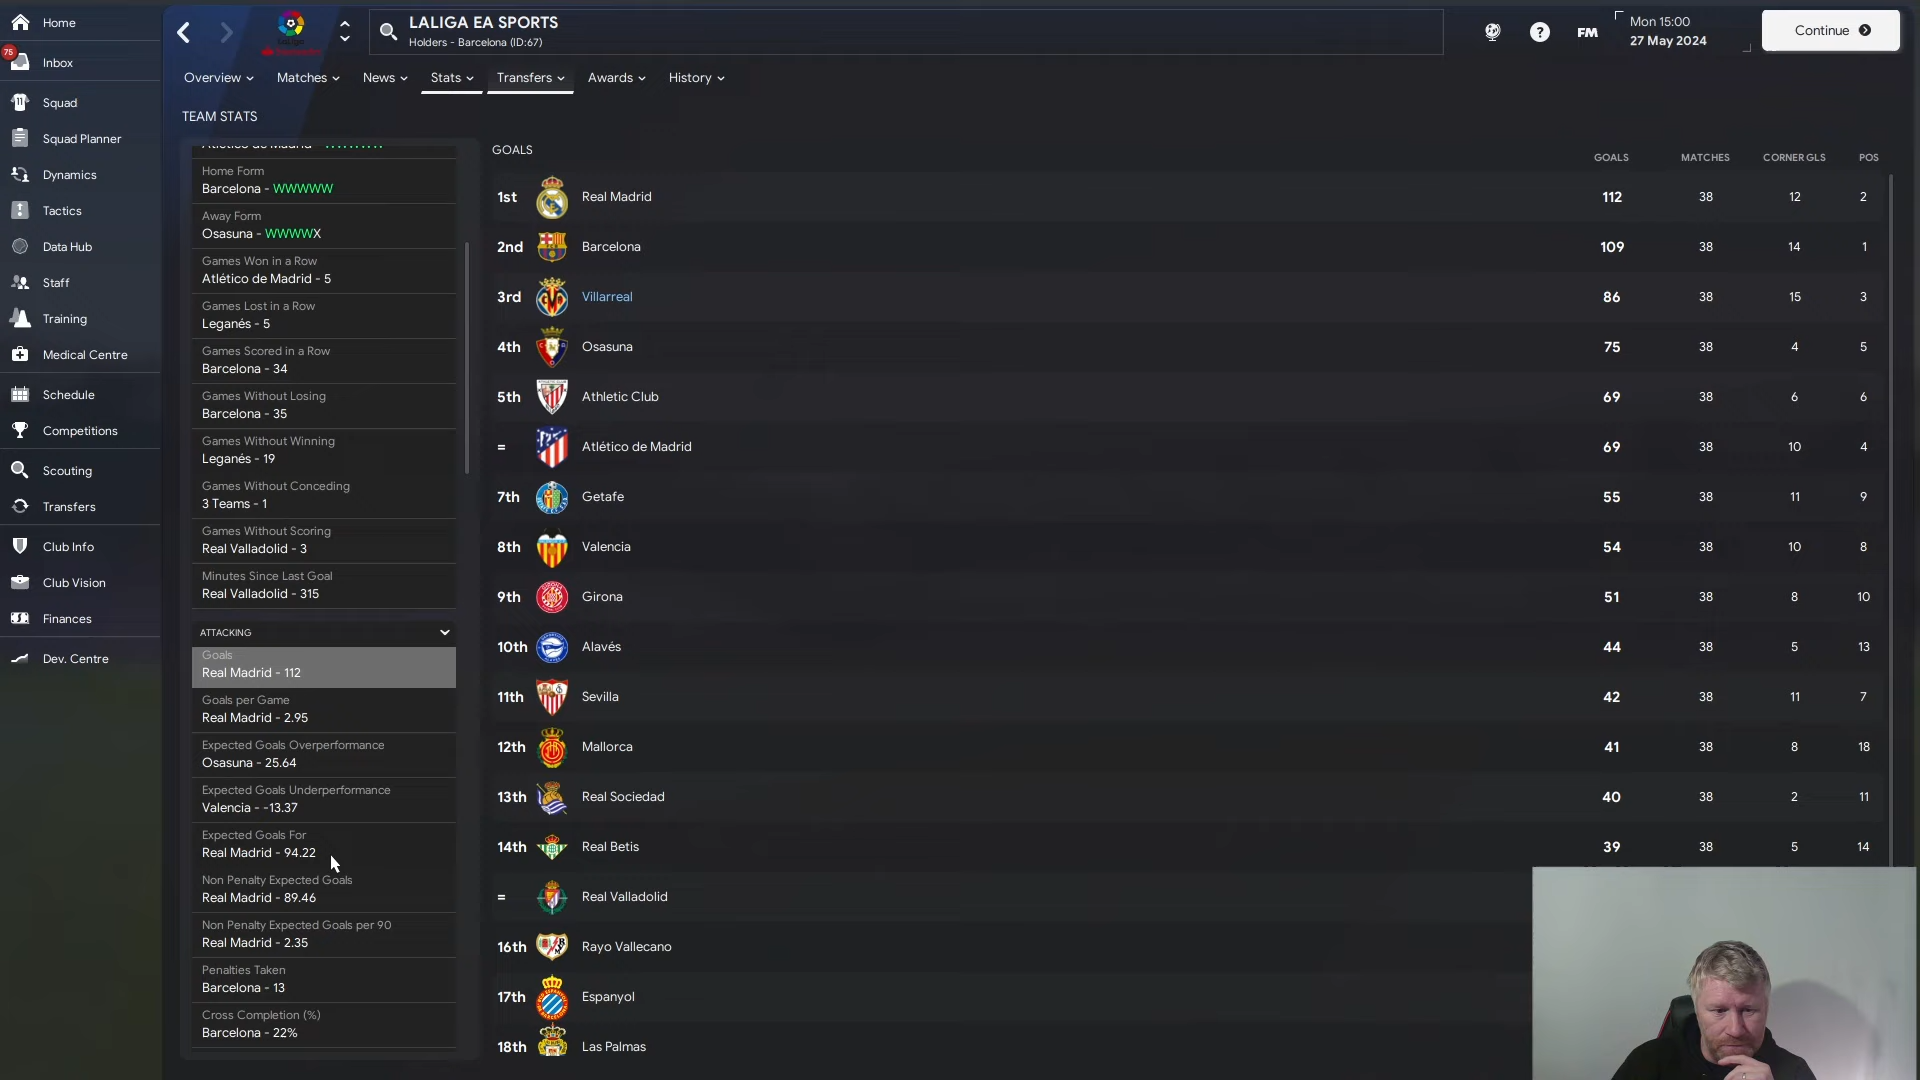 Home
75
Inbox
Squad
Squad Planner
Dynamics
Tactics
Data Hub
Staff
Training
Medical Centre
Schedule
Competitions
Scouting
Transfers
Club Info
Club Vision
Finances
Dev. Centre
LALIGA EA SPORTS
Holders - Barcelona (ID:67)
FM
Mon 15:00
27 May 2024
Continue
Overview
Matches
News
Stats
Transfers
Awards
History
TEAM STATS
Atlético de Madrid - WWWWW
Home Form
Barcelona - WWWWW
Away Form
Osasuna - WWWWX
Games Won in a Row
Atlético de Madrid - 5
Games Lost in a Row
Leganés - 5
Games Scored in a Row
Barcelona - 34
Games Without Losing
Barcelona - 35
Games Without Winning
Leganés - 19
Games Without Conceding
3 Teams - 1
Games Without Scoring
Real Valladolid - 3
Minutes Since Last Goal
Real Valladolid - 315
ATTACKING
Goals
Real Madrid - 112
Goals per Game
Real Madrid - 2.95
Expected Goals Overperformance
Osasuna - 25.64
Expected Goals Underperformance
Valencia - -13.37
Expected Goals For
Real Madrid - 94.22
Non Penalty Expected Goals
Real Madrid - 89.46
Non Penalty Expected Goals per 90
Real Madrid - 2.35
Penalties Taken
Barcelona - 13
Cross Completion (%)
Barcelona - 22%
GOALS
GOALS MATCHES CORNER GLS POS
1st Real Madrid 112 38 12 2
2nd Barcelona 109 38 14 1
3rd Villarreal 86 38 15 3
4th Osasuna 75 38 4 5
5th Athletic Club 69 38 6 6
= Atlético de Madrid 69 38 10 4
7th Getafe 55 38 11 9
8th Valencia 54 38 10 8
9th Girona 51 38 8 10
10th Alavés 44 38 5 13
11th Sevilla 42 38 11 7
12th Mallorca 41 38 8 18
13th Real Sociedad 40 38 2 11
14th Real Betis 39 38 5 14
= Real Valladolid
16th Rayo Vallecano
17th Espanyol
18th Las Palmas